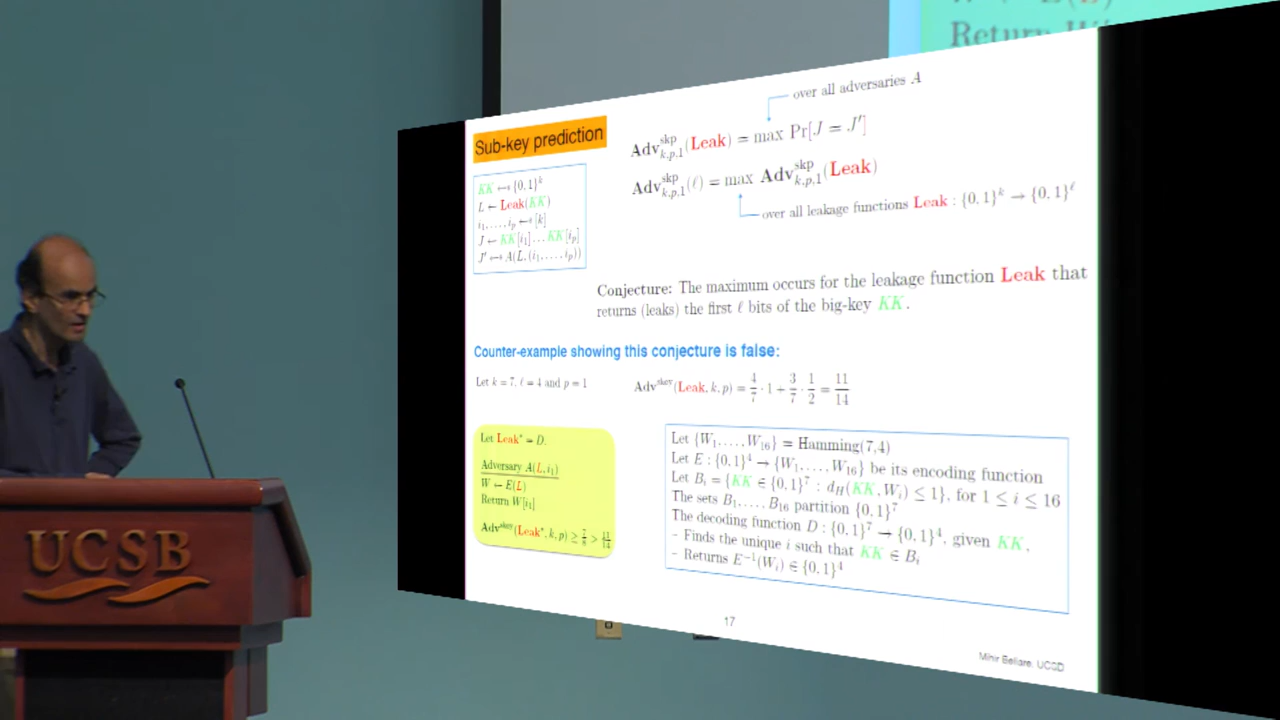 Return W
Sub-key prediction
over all adversaries A
Adv^{skp}_{k,p,1}(Leak) = max Pr[J = J′]
Adv^{skp}_{k,p,1}(ℓ) = max Adv^{skp}_{k,p,1}(Leak)
over all leakage functions Leak : {0, 1}^k → {0, 1}^ℓ
KK ←$ {0, 1}^k
L ← Leak(KK)
i_1, . . . , i_p ←$ [k]
J ← KK[i_1] . . . KK[i_p]
J′ ←$ A(L, (i_1, . . . , i_p))
Conjecture: The maximum occurs for the leakage function Leak that
returns (leaks) the first ℓ bits of the big-key KK.
Counter-example showing this conjecture is false:
Let k = 7, ℓ = 4 and p = 1
Adv^{skey}(Leak, k, p) = 4/7 · 1 + 3/7 · 1/2 = 11/14
Let Leak* = D.
Adversary A(L, i_1)
W ← E(L)
Return W[i_1]
Adv^{skey}(Leak*, k, p) ≥ 7/8 > 11/14
Let {W_1, . . . , W_16} = Hamming(7,4)
Let E : {0, 1}^4 → {W_1, . . . , W_16} be its encoding function
Let B_i = {KK ∈ {0, 1}^7 : d_H(KK, W_i) ≤ 1}, for 1 ≤ i ≤ 16
The sets B_1, . . . , B_16 partition {0, 1}^7
The decoding function D : {0, 1}^7 → {0, 1}^4, given KK,
– Finds the unique i such that KK ∈ B_i
– Returns E^{-1}(W_i) ∈ {0, 1}^4
17
Mihir Bellare, UCSD
UCSB